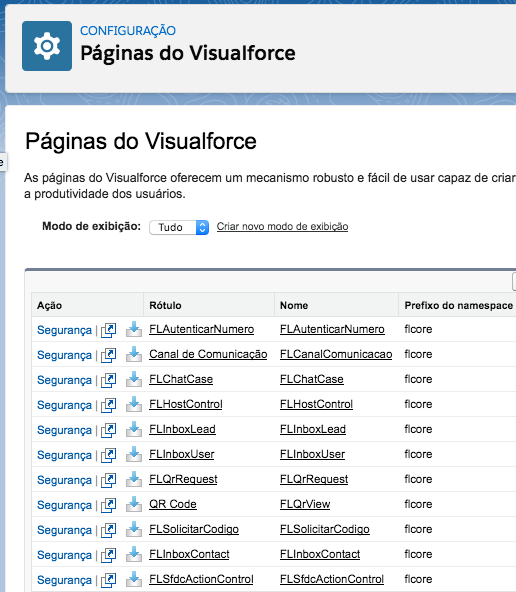 CONFIGURAÇÃO
Páginas do Visualforce
Páginas do Visualforce
As páginas do Visualforce oferecem um mecanismo robusto e fácil de usar capaz de criar
a produtividade dos usuários.
Modo de exibição: Tudo Criar novo modo de exibição
Ação Rótulo Nome Prefixo do namespace
Segurança | FLAutenticarNumero FLAutenticarNumero flcore
Segurança | Canal de Comunicação FLCanalComunicacao flcore
Segurança | FLChatCase FLChatCase flcore
Segurança | FLHostControl FLHostControl flcore
Segurança | FLInboxLead FLInboxLead flcore
Segurança | FLInboxUser FLInboxUser flcore
Segurança | FLQrRequest FLQrRequest flcore
Segurança | QR Code FLQrView flcore
Segurança | FLSolicitarCodigo FLSolicitarCodigo flcore
Segurança | FLInboxContact FLInboxContact flcore
Segurança | FLSfdcActionControl FLSfdcActionControl flcore